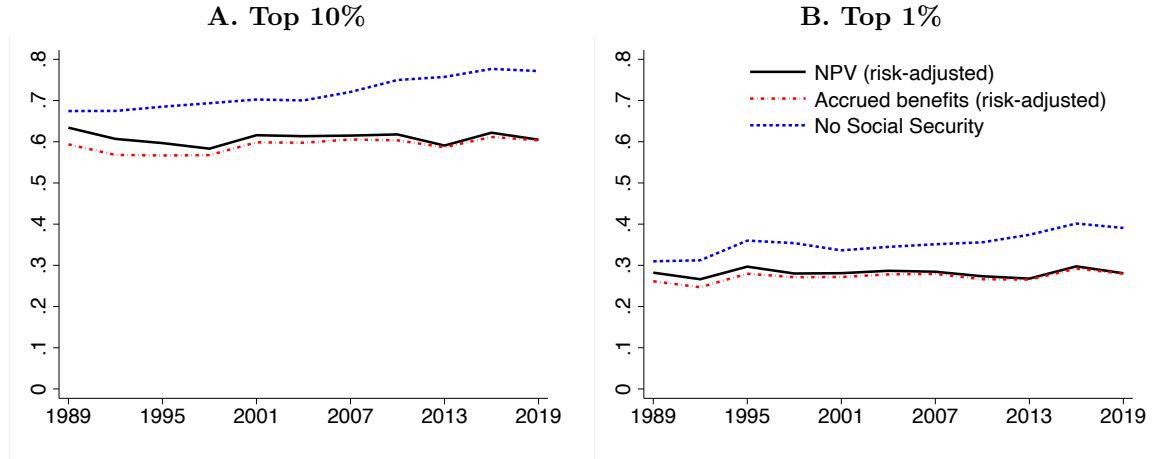 A. Top 10%
.8
.7
.6
.5
.4
.3
.2
.1
0
1989 1995 2001 2007 2013 2019
B. Top 1%
NPV (risk-adjusted)
Accrued benefits (risk-adjusted)
No Social Security
.8
.7
.6
.5
.4
.3
.2
.1
0
1989 1995 2001 2007 2013 2019